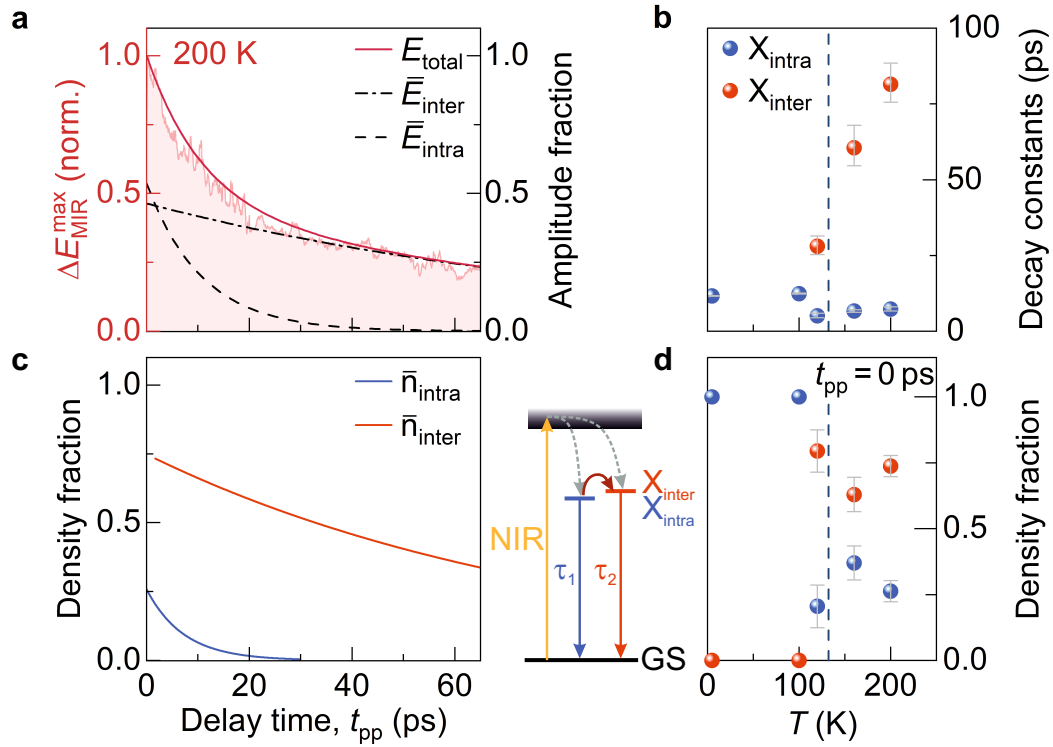 a
200 K
E_total
Ē_inter
Ē_intra
1.0
0.5
0.0
ΔE_MIR^max (norm.)
1.0
0.5
0.0
Amplitude fraction
b
X_intra
X_inter
100
50
0
Decay constants (ps)
c
n̄_intra
n̄_inter
1.0
0.5
0.0
Density fraction
0
20
40
60
Delay time, t_pp (ps)
NIR
τ_1
τ_2
X_inter
X_intra
GS
d
t_pp = 0 ps
1.0
0.5
0.0
Density fraction
0
100
200
T (K)